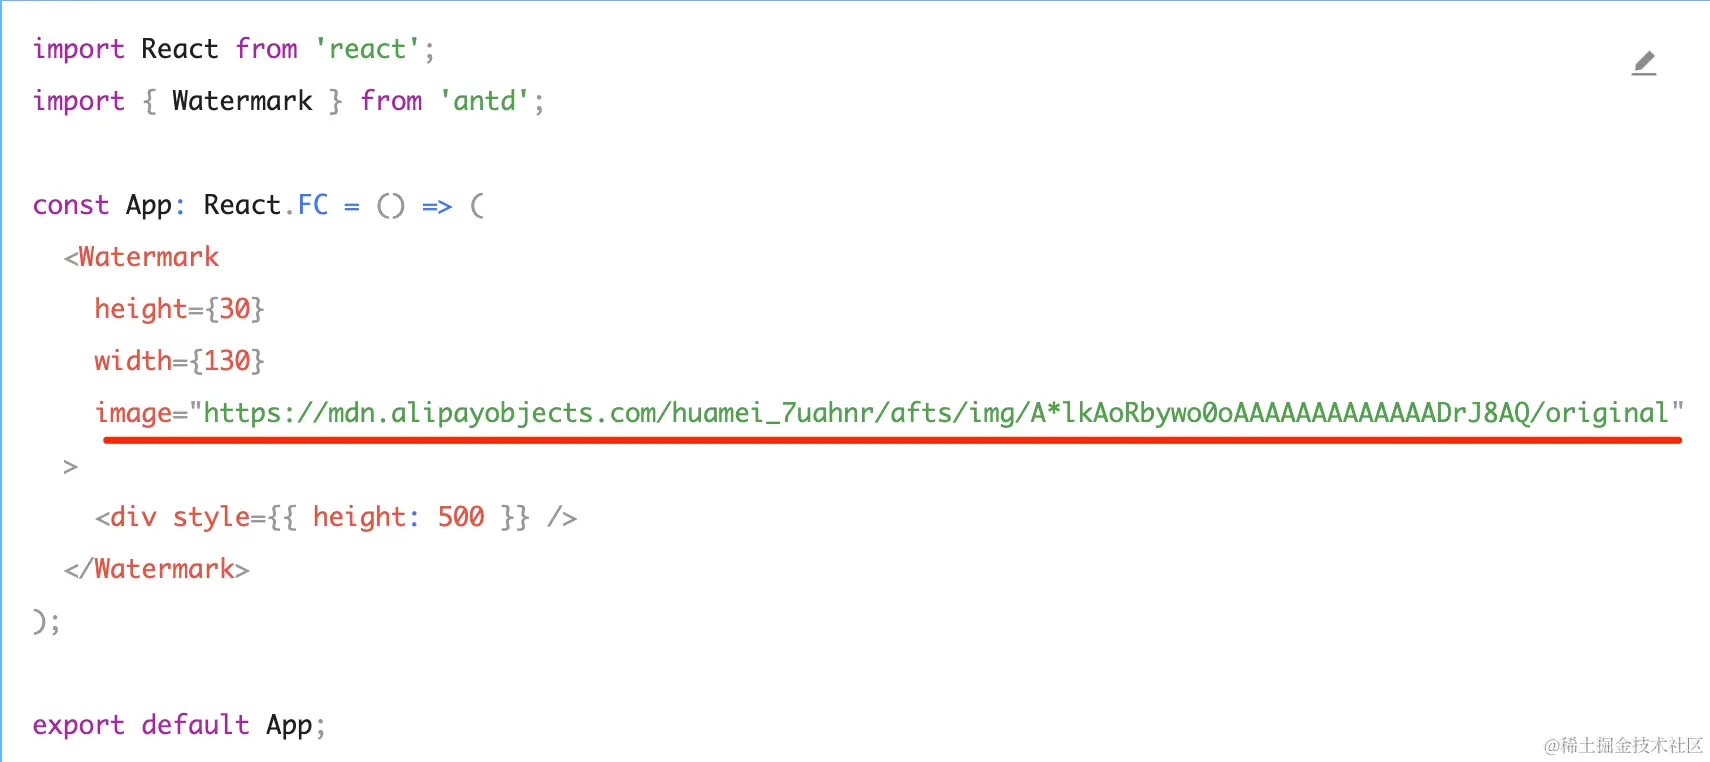 import React from 'react';
import { Watermark } from 'antd';
const App: React.FC = () => (
<Watermark
height={30}
width={130}
image="https://mdn.alipayobjects.com/huamei_7uahnr/afts/img/A*lkAoRbywo0oAAAAAAAAAAAAADrJ8AQ/original"
>
<div style={{ height: 500 }} />
</Watermark>
);
export default App;
@稀土掘金技术社区